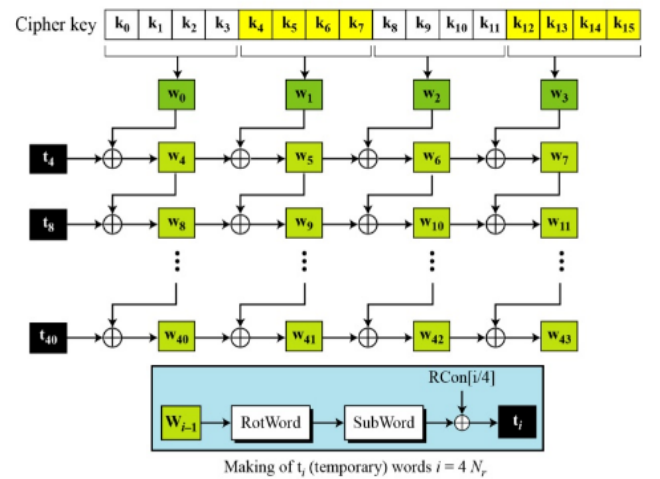 Cipher key k0 k1 k2 k3 k4 k5 k6 k7 k8 k9 k10 k11 k12 k13 k14 k15
w0 w1 w2 w3
t4 w4 w5 w6 w7
t8 w8 w9 w10 w11
t40 w40 w41 w42 w43
RCon[i/4]
Wi–1 RotWord SubWord ti
Making of ti (temporary) words i = 4 Nr